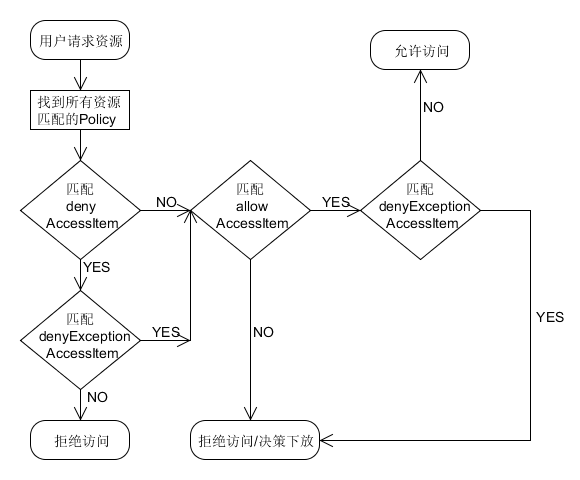 用户请求资源
允许访问
找到所有资源
匹配的Policy
NO
匹配
deny
AccessItem
NO
匹配
allow
AccessItem
YES
匹配
denyException
AccessItem
YES
YES
匹配
denyException
AccessItem
YES
NO
NO
拒绝访问
拒绝访问/决策下放